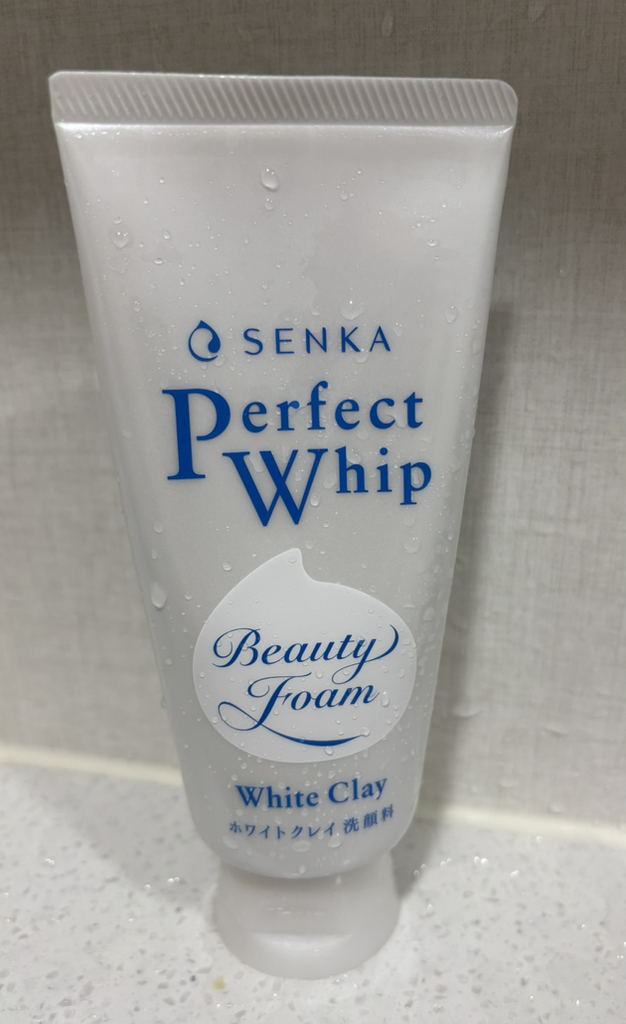 SENKA
Perfect
Whip
Beauty
Foam
White Clay
ホワイトクレイ 洗顔料